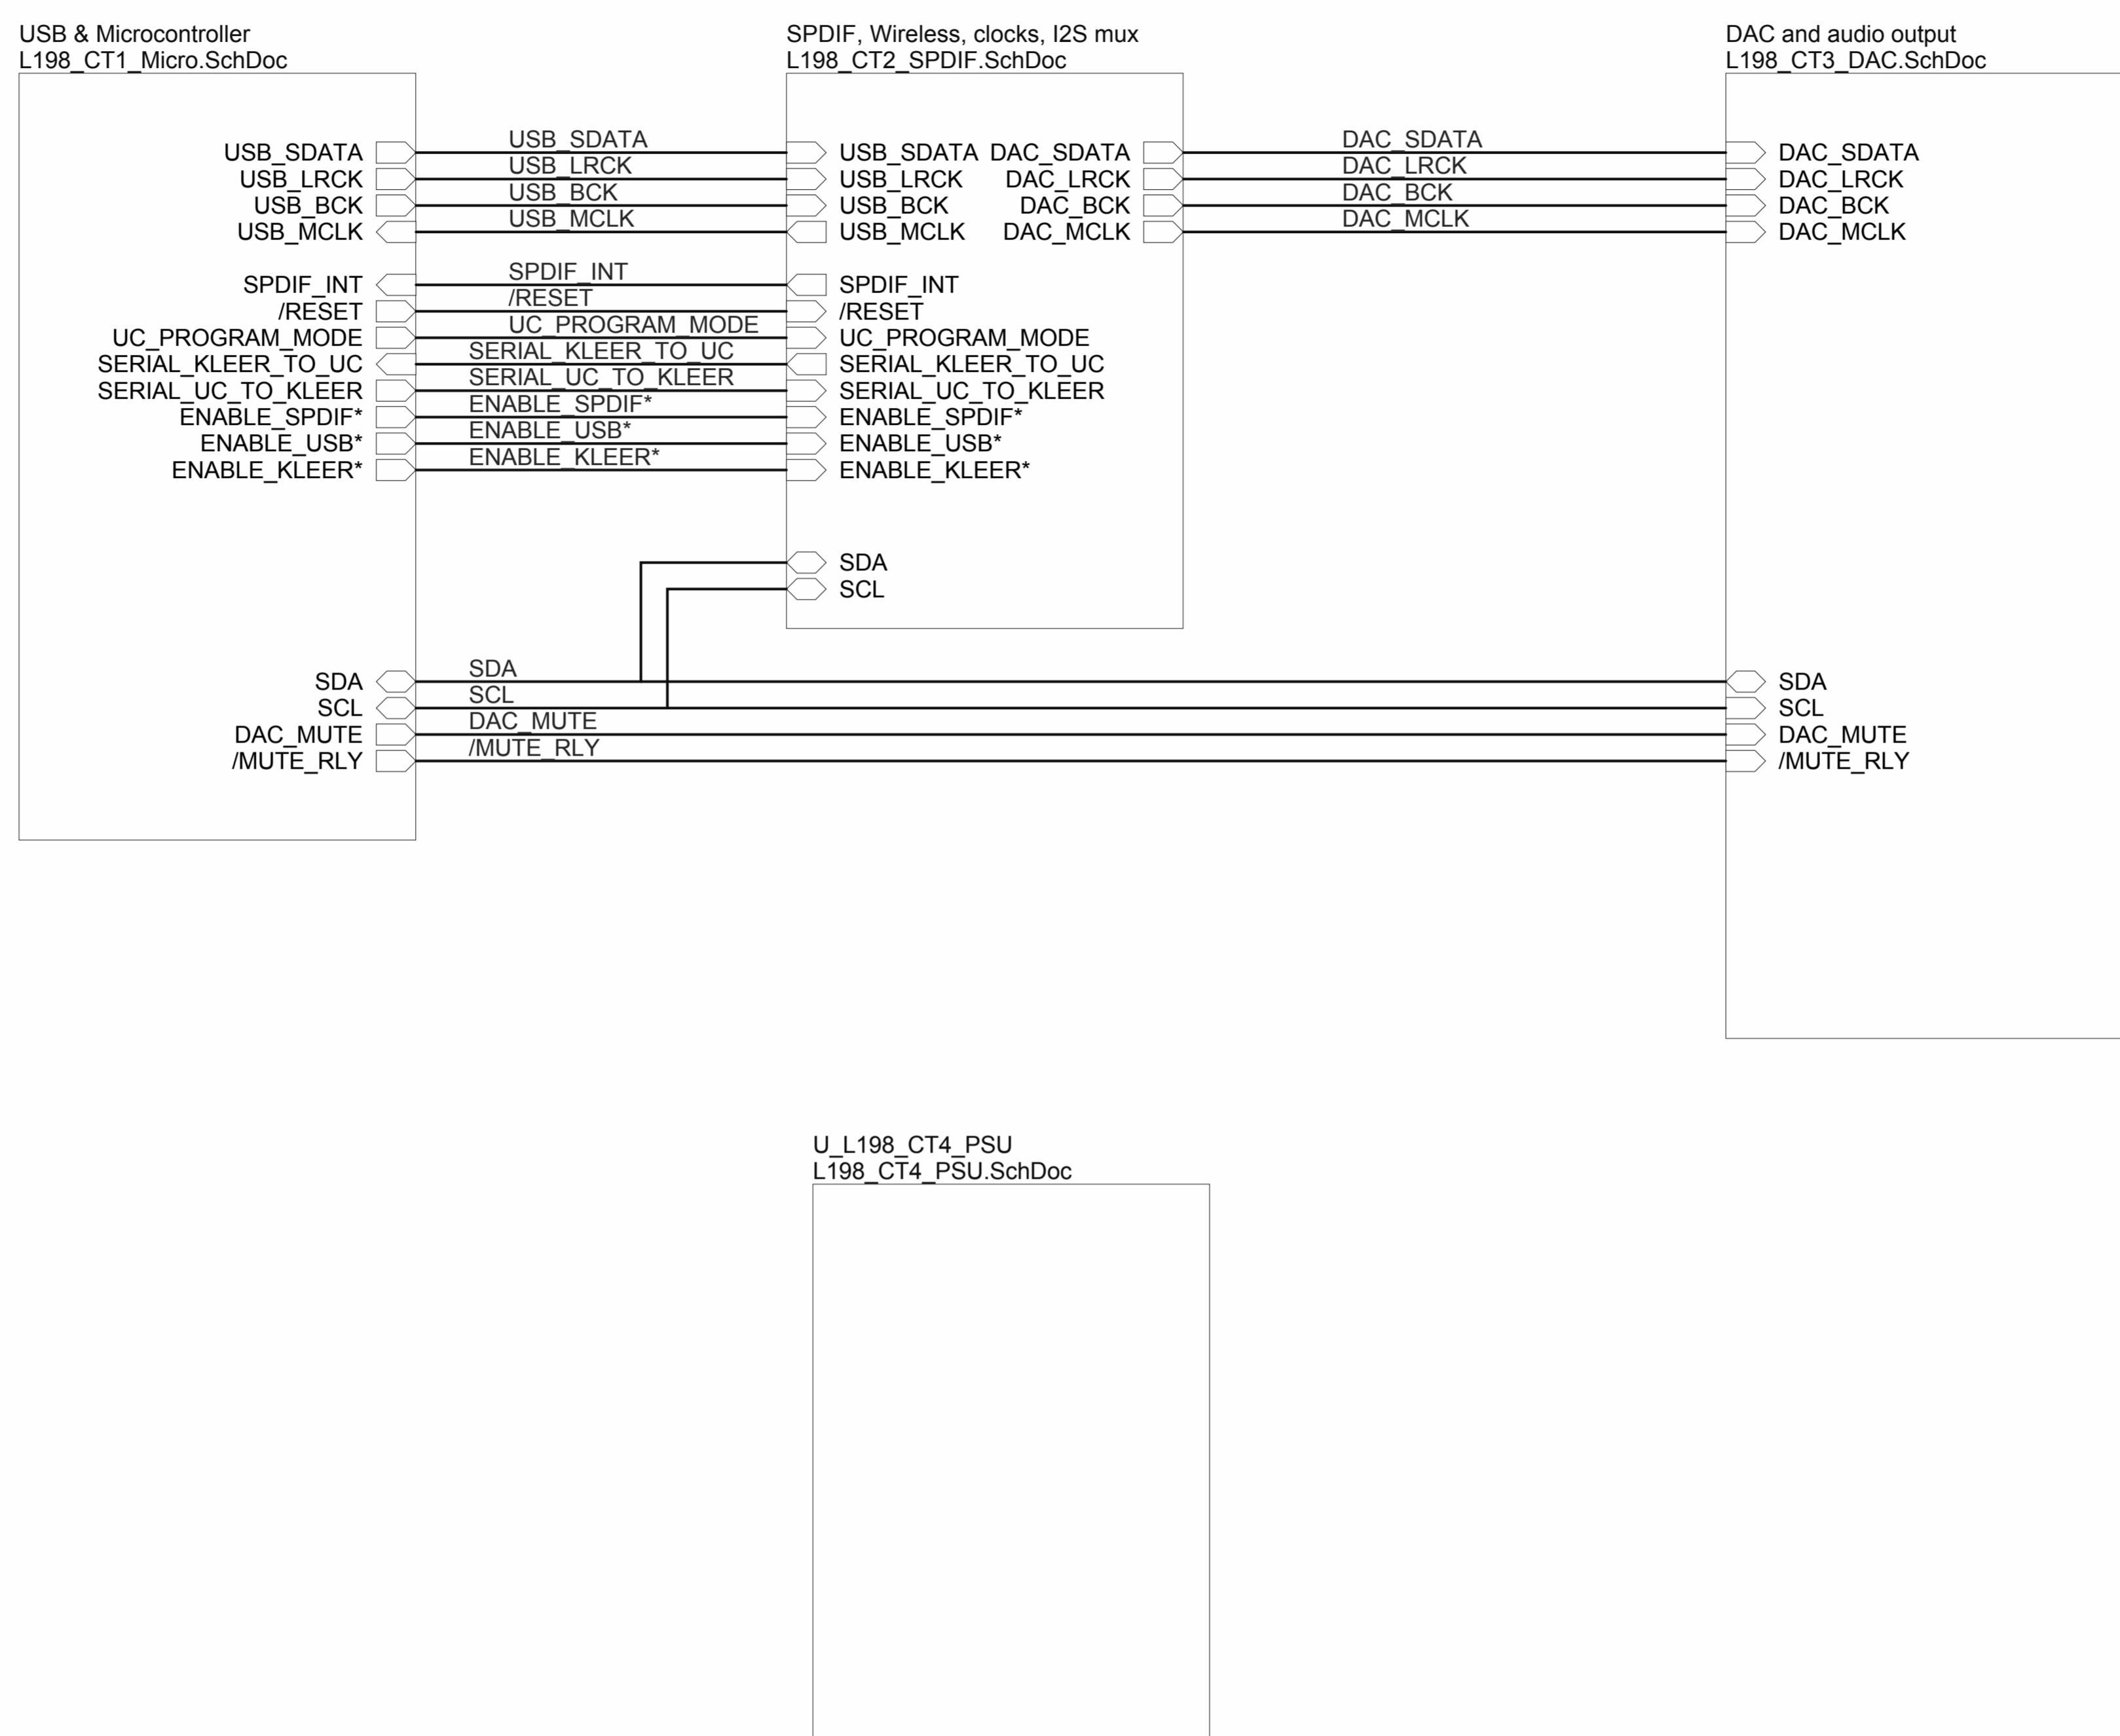 USB & Microcontroller
L198_CT1_Micro.SchDoc
USB_SDATA
USB_LRCK
USB_BCK
USB_MCLK
SPDIF_INT
/RESET
UC_PROGRAM_MODE
SERIAL_KLEER_TO_UC
SERIAL_UC_TO_KLEER
ENABLE_SPDIF*
ENABLE_USB*
ENABLE_KLEER*
SDA
SCL
DAC_MUTE
/MUTE_RLY
USB_SDATA
USB_LRCK
USB_BCK
USB_MCLK
SPDIF_INT
/RESET
UC_PROGRAM_MODE
SERIAL_KLEER_TO_UC
SERIAL_UC_TO_KLEER
ENABLE_SPDIF*
ENABLE_USB*
ENABLE_KLEER*
SDA
SCL
DAC_MUTE
/MUTE_RLY
SPDIF, Wireless, clocks, I2S mux
L198_CT2_SPDIF.SchDoc
USB_SDATA
USB_LRCK
USB_BCK
USB_MCLK
SPDIF_INT
/RESET
UC_PROGRAM_MODE
SERIAL_KLEER_TO_UC
SERIAL_UC_TO_KLEER
ENABLE_SPDIF*
ENABLE_USB*
ENABLE_KLEER*
SDA
SCL
DAC_SDATA
DAC_LRCK
DAC_BCK
DAC_MCLK
DAC_SDATA
DAC_LRCK
DAC_BCK
DAC_MCLK
DAC and audio output
L198_CT3_DAC.SchDoc
DAC_SDATA
DAC_LRCK
DAC_BCK
DAC_MCLK
SDA
SCL
DAC_MUTE
/MUTE_RLY
U_L198_CT4_PSU
L198_CT4_PSU.SchDoc